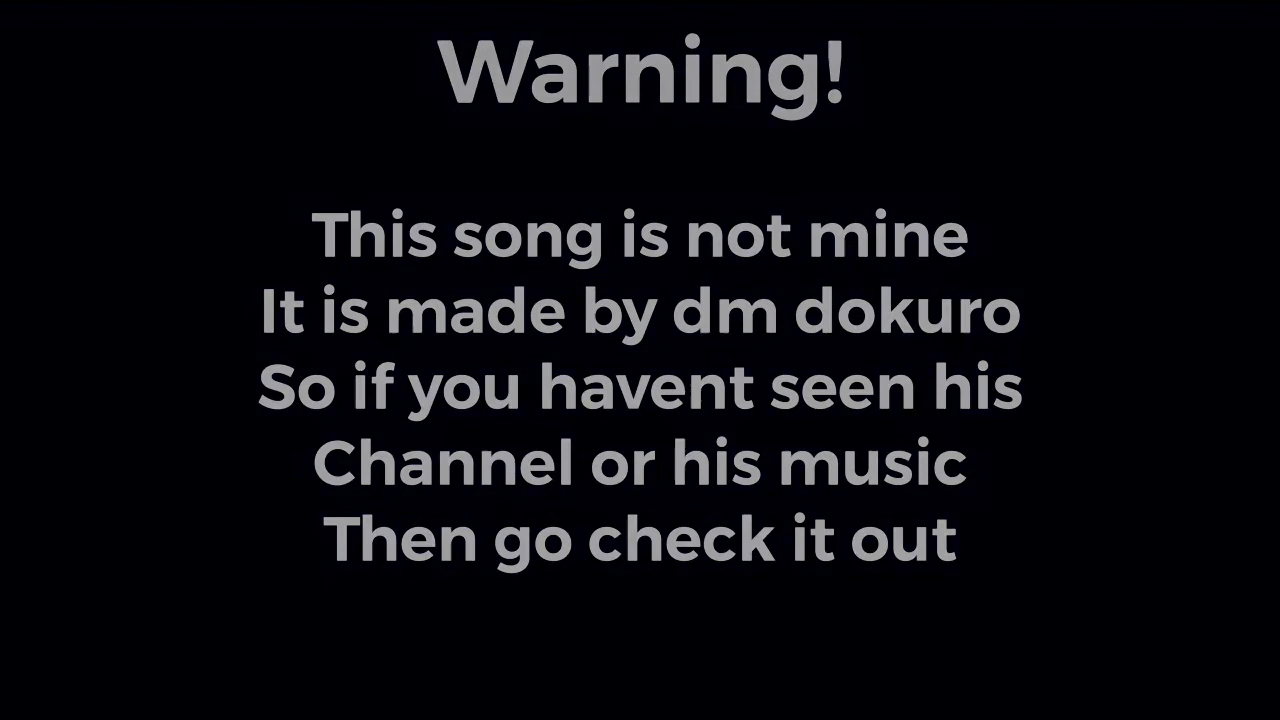 Warning!
This song is not mine
It is made by dm dokuro
So if you havent seen his
Channel or his music
Then go check it out